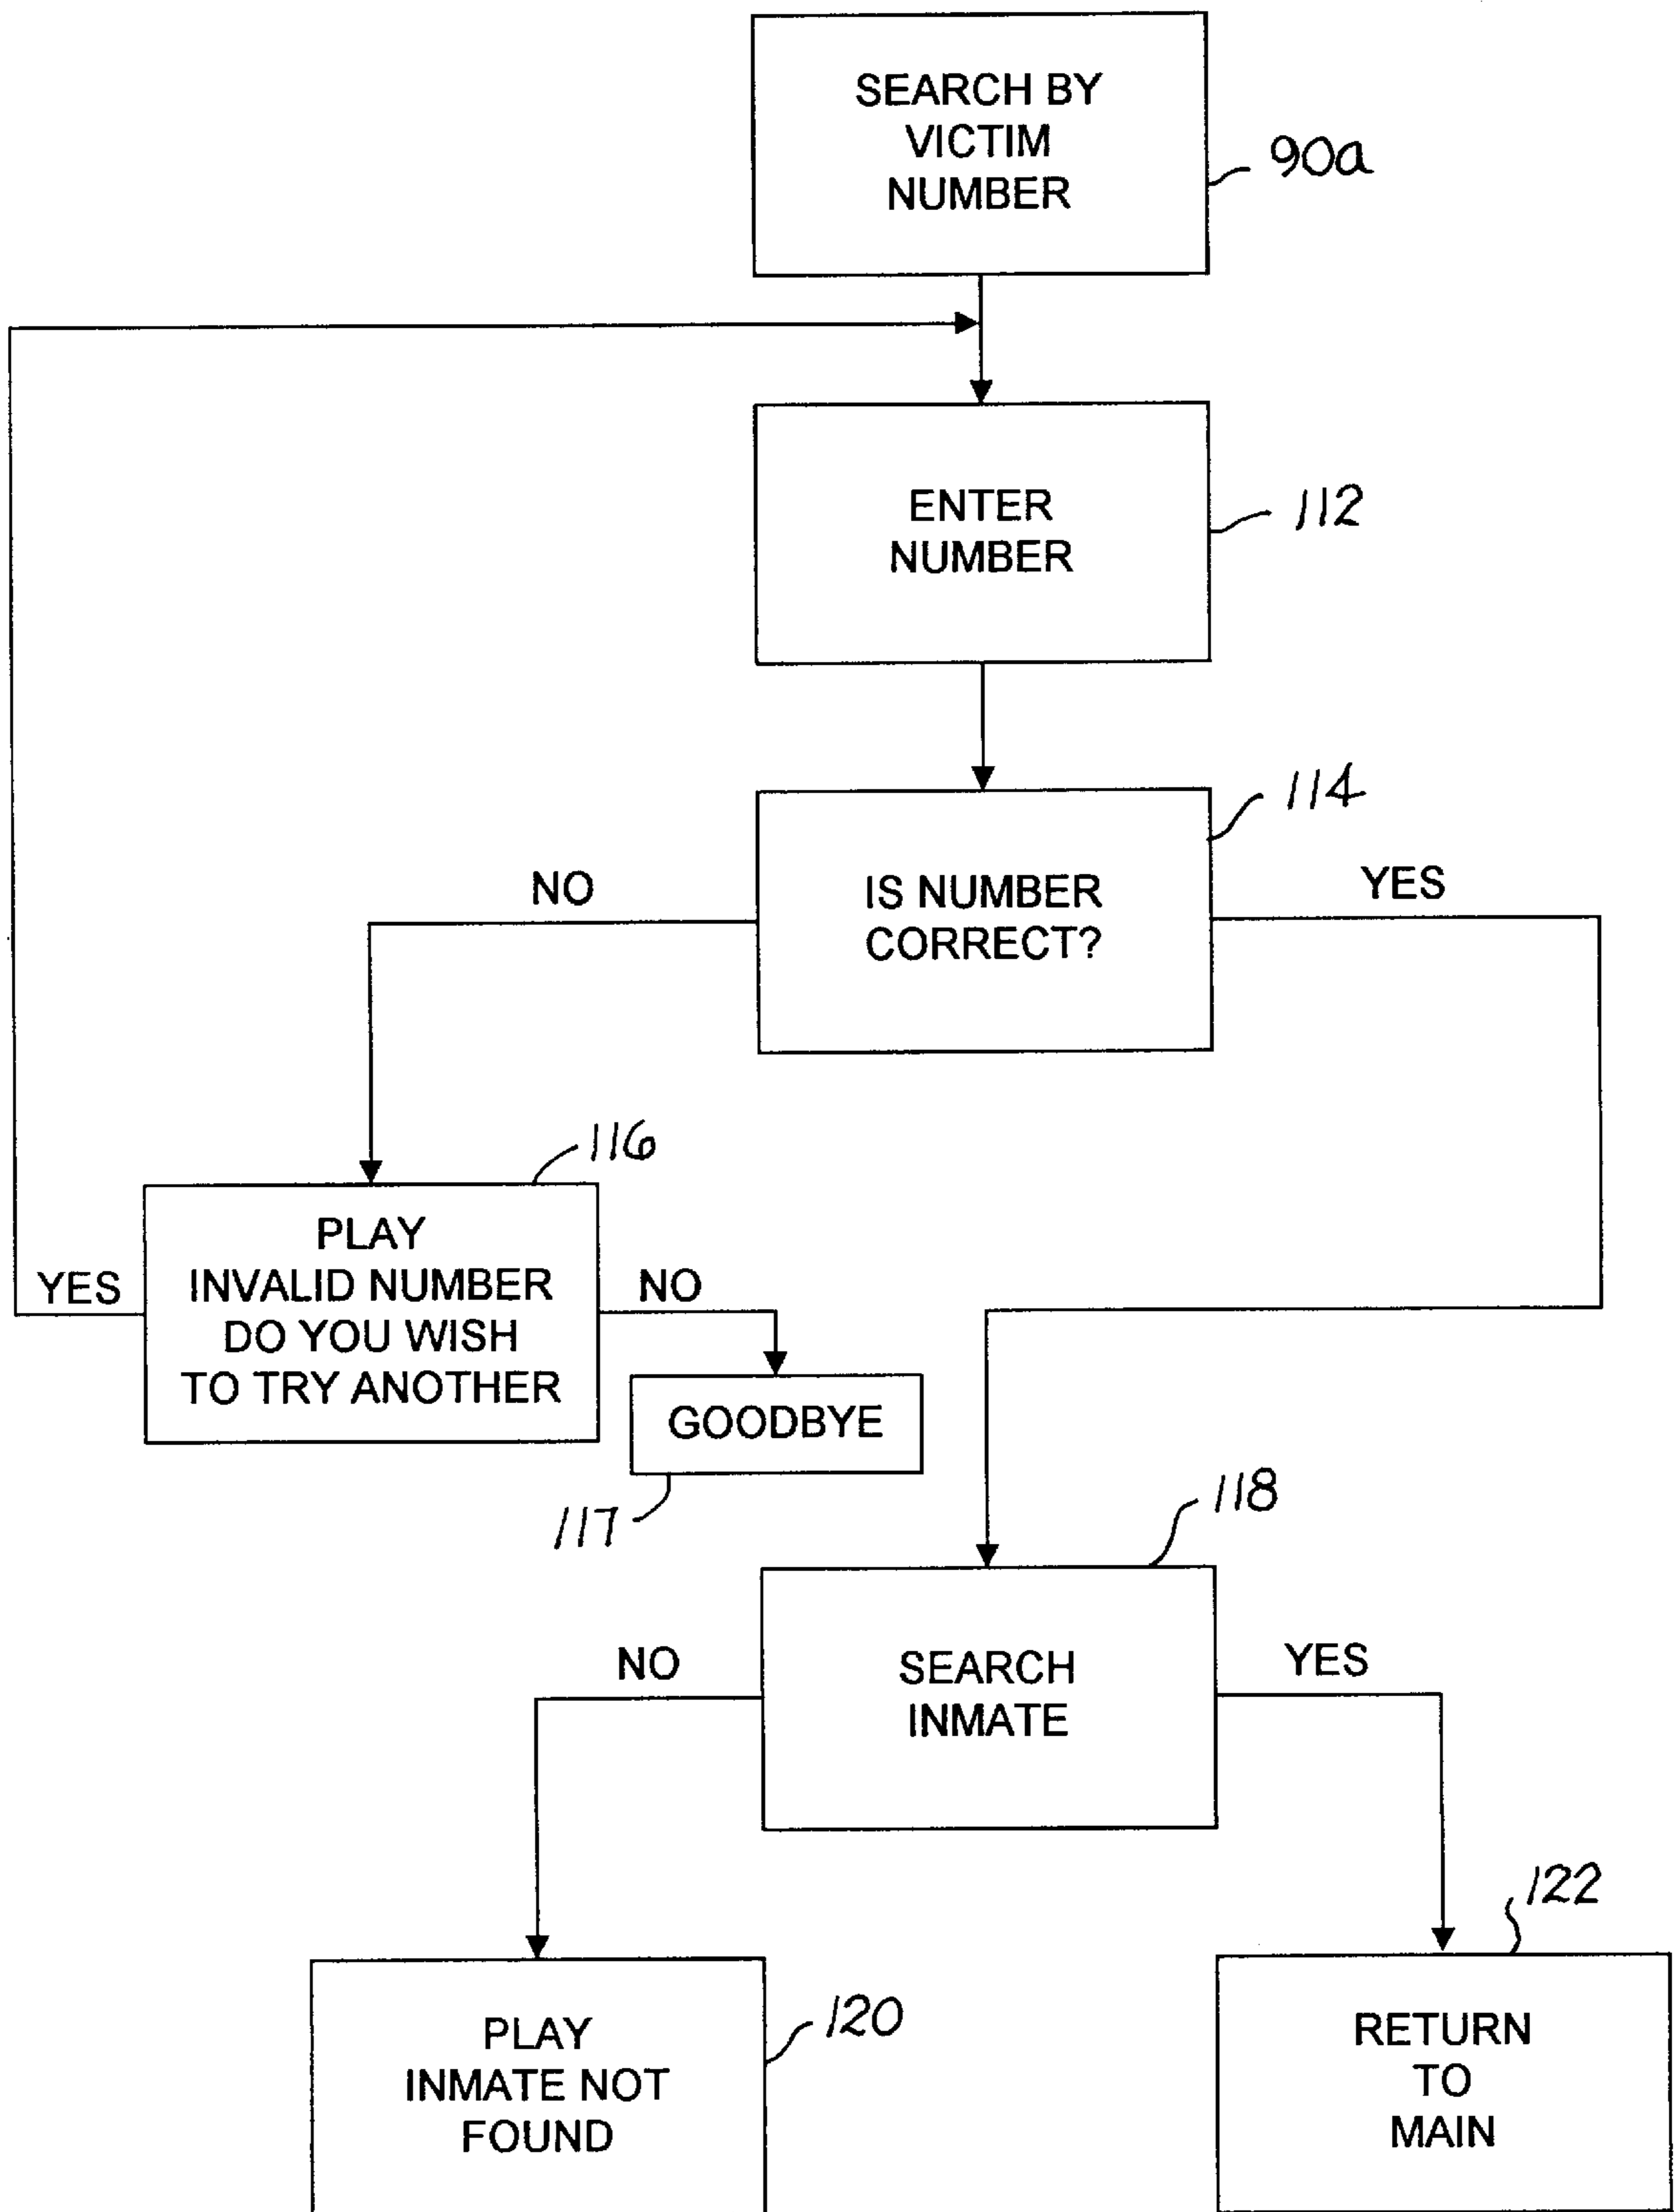 SEARCH BY
VICTIM
NUMBER
90a
ENTER
NUMBER
112
114
NO
IS NUMBER
CORRECT?
YES
116
PLAY
INVALID NUMBER
DO YOU WISH
TO TRY ANOTHER
YES
NO
GOODBYE
117
118
NO
SEARCH
INMATE
YES
120
PLAY
INMATE NOT
FOUND
122
RETURN
TO
MAIN